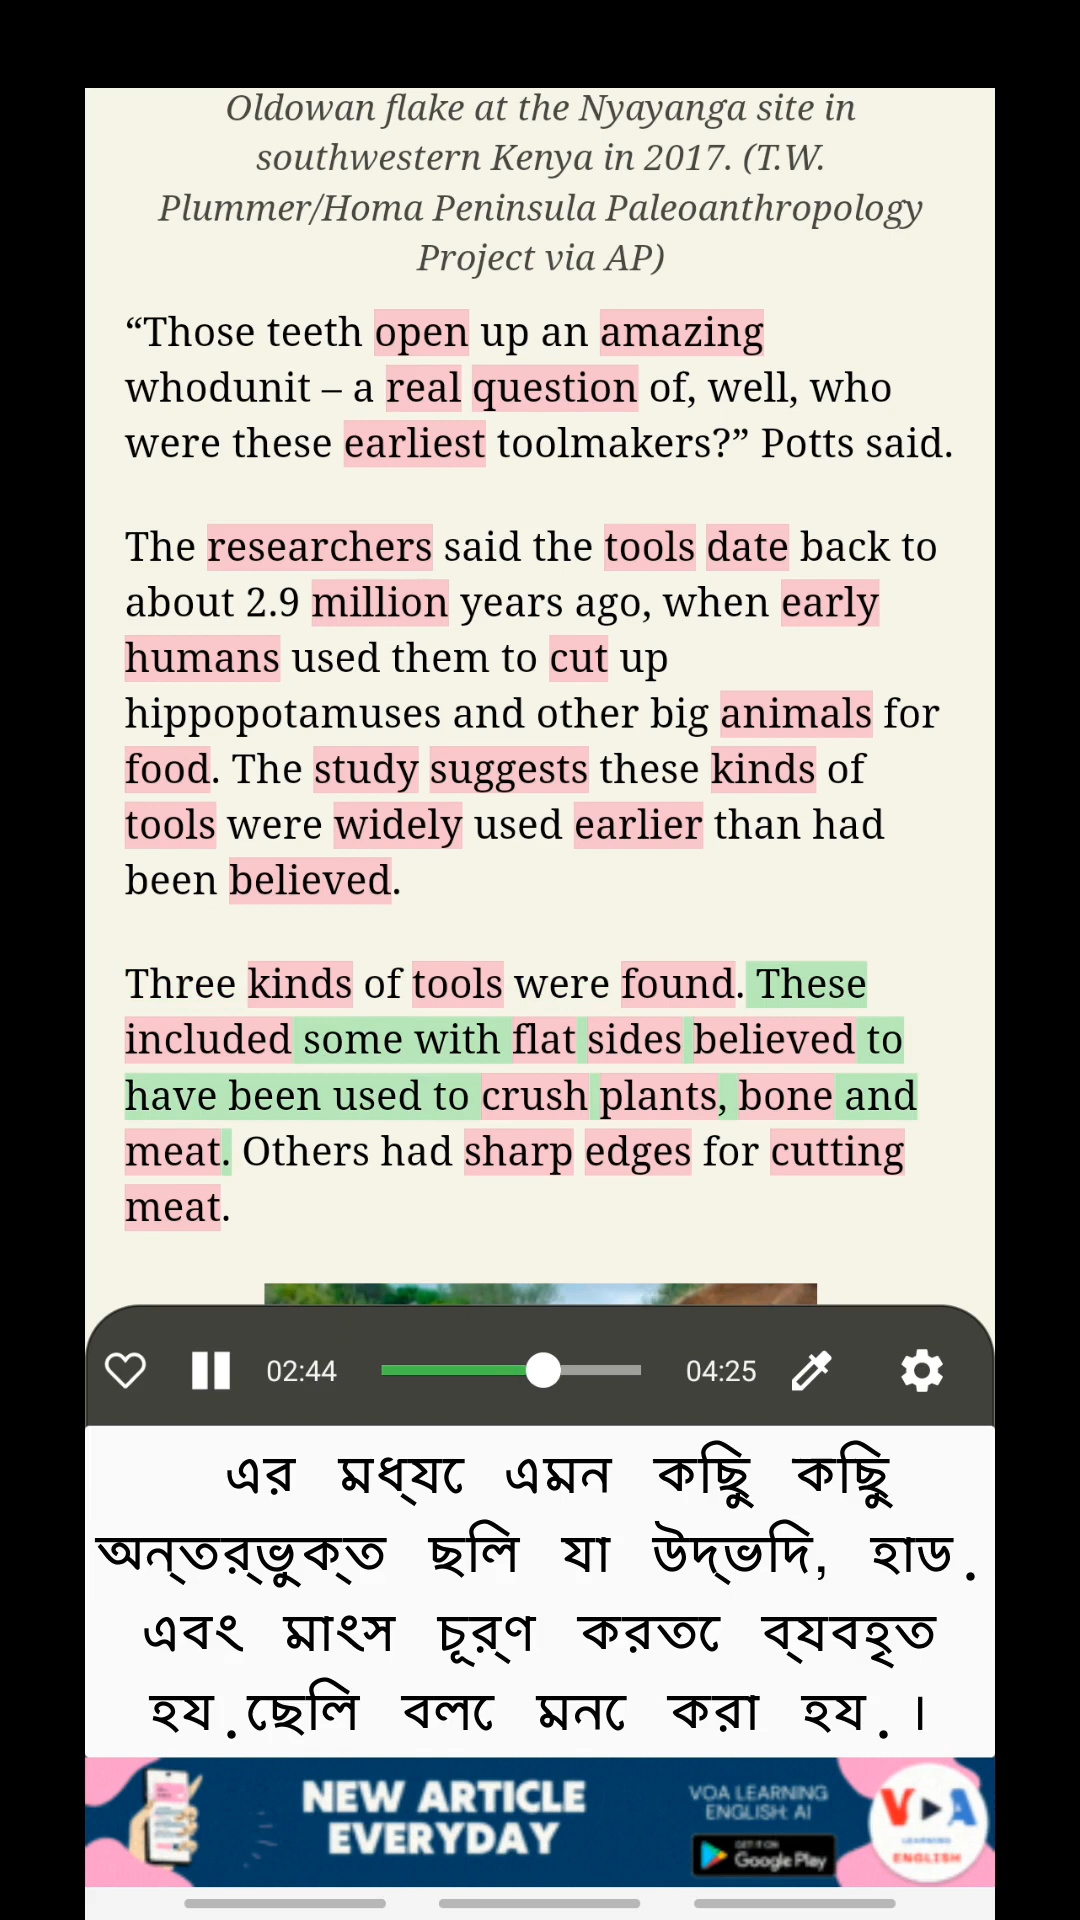 Oldowan flake at the Nyayanga site in
southwestern Kenya in 2017. (T.W.
Plummer/Homa Peninsula Paleoanthropology
Project via AP)
“Those teeth open up an amazing
whodunit – a real question of, well, who
were these earliest toolmakers?” Potts said.
The researchers said the tools date back to
about 2.9 million years ago, when early
humans used them to cut up
hippopotamuses and other big animals for
food. The study suggests these kinds of
tools were widely used earlier than had
been believed.
Three kinds of tools were found. These
included some with flat sides believed to
have been used to crush plants, bone and
meat. Others had sharp edges for cutting
meat.
02:44 04:25
এর মধ্যে এমন কিছু কিছু
অন্তর্ভুক্ত ছিল যা উদ্ভিদ, হাড়
এবং মাংস চূর্ণ করতে ব্যবহৃত
হয়েছিল বলে মনে করা হয়।
NEW ARTICLE
EVERYDAY
VOA LEARNING
ENGLISH: AI
GET IT ON
Google Play
VOA
LEARNING
ENGLISH